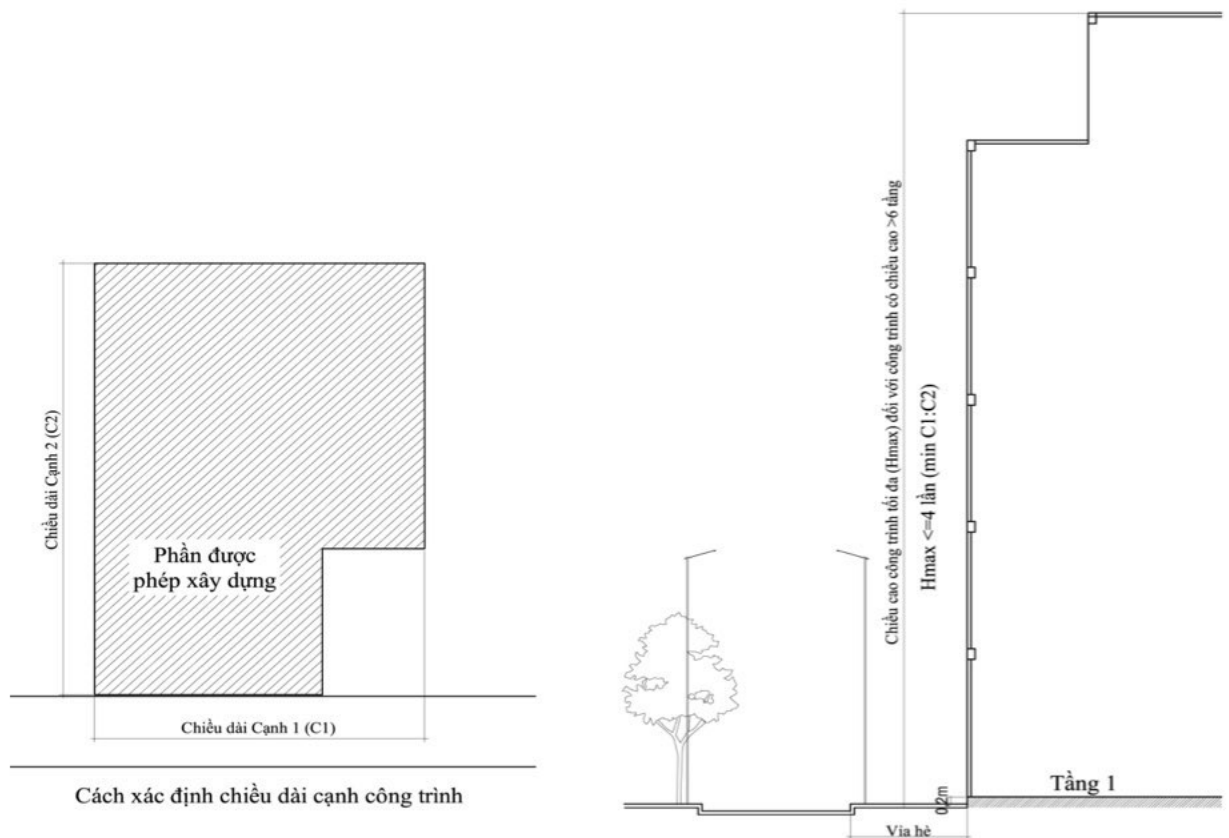 Chiều dài Cạnh 2 (C2)
Phần được
phép xây dựng
Chiều dài Cạnh 1 (C1)
Cách xác định chiều dài cạnh công trình
Chiều cao công trình tối đa (Hmax) đối với công trình có chiều cao >6 tầng
Hmax <=4 lần (min C1:C2)
Tầng 1
0,2m
Vỉa hè